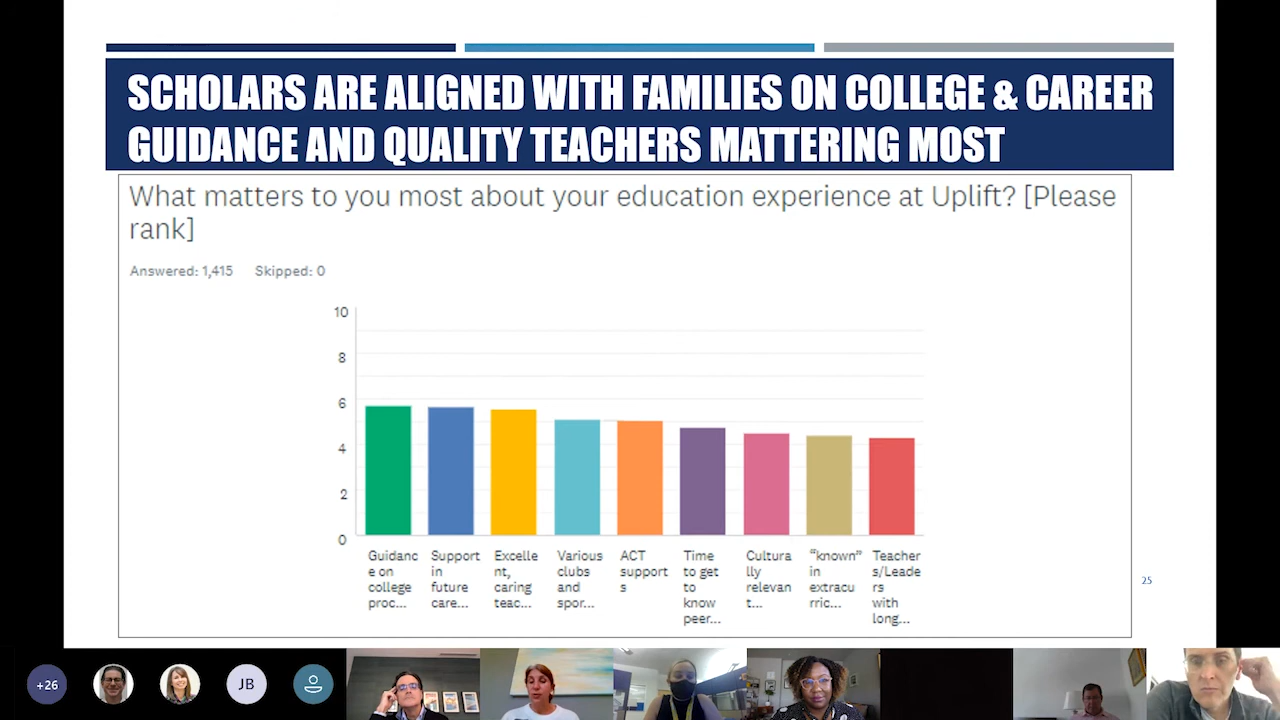 SCHOLARS ARE ALIGNED WITH FAMILIES ON COLLEGE & CAREER
GUIDANCE AND QUALITY TEACHERS MATTERING MOST
What matters to you most about your education experience at Uplift? [Please
rank]
Answered: 1,415 Skipped: 0
10
8
6
4
2
0
Guidanc
e on
college
proc...
Support
in
future
care...
Excelle
nt,
caring
teac...
Various
clubs
and
spor...
ACT
support
s
Time
to get
to
know
peer...
Cultura
lly
relevan
t...
“known”
in
extracu
rric...
Teacher
s/Leade
rs
with
long...
25
+26
JB